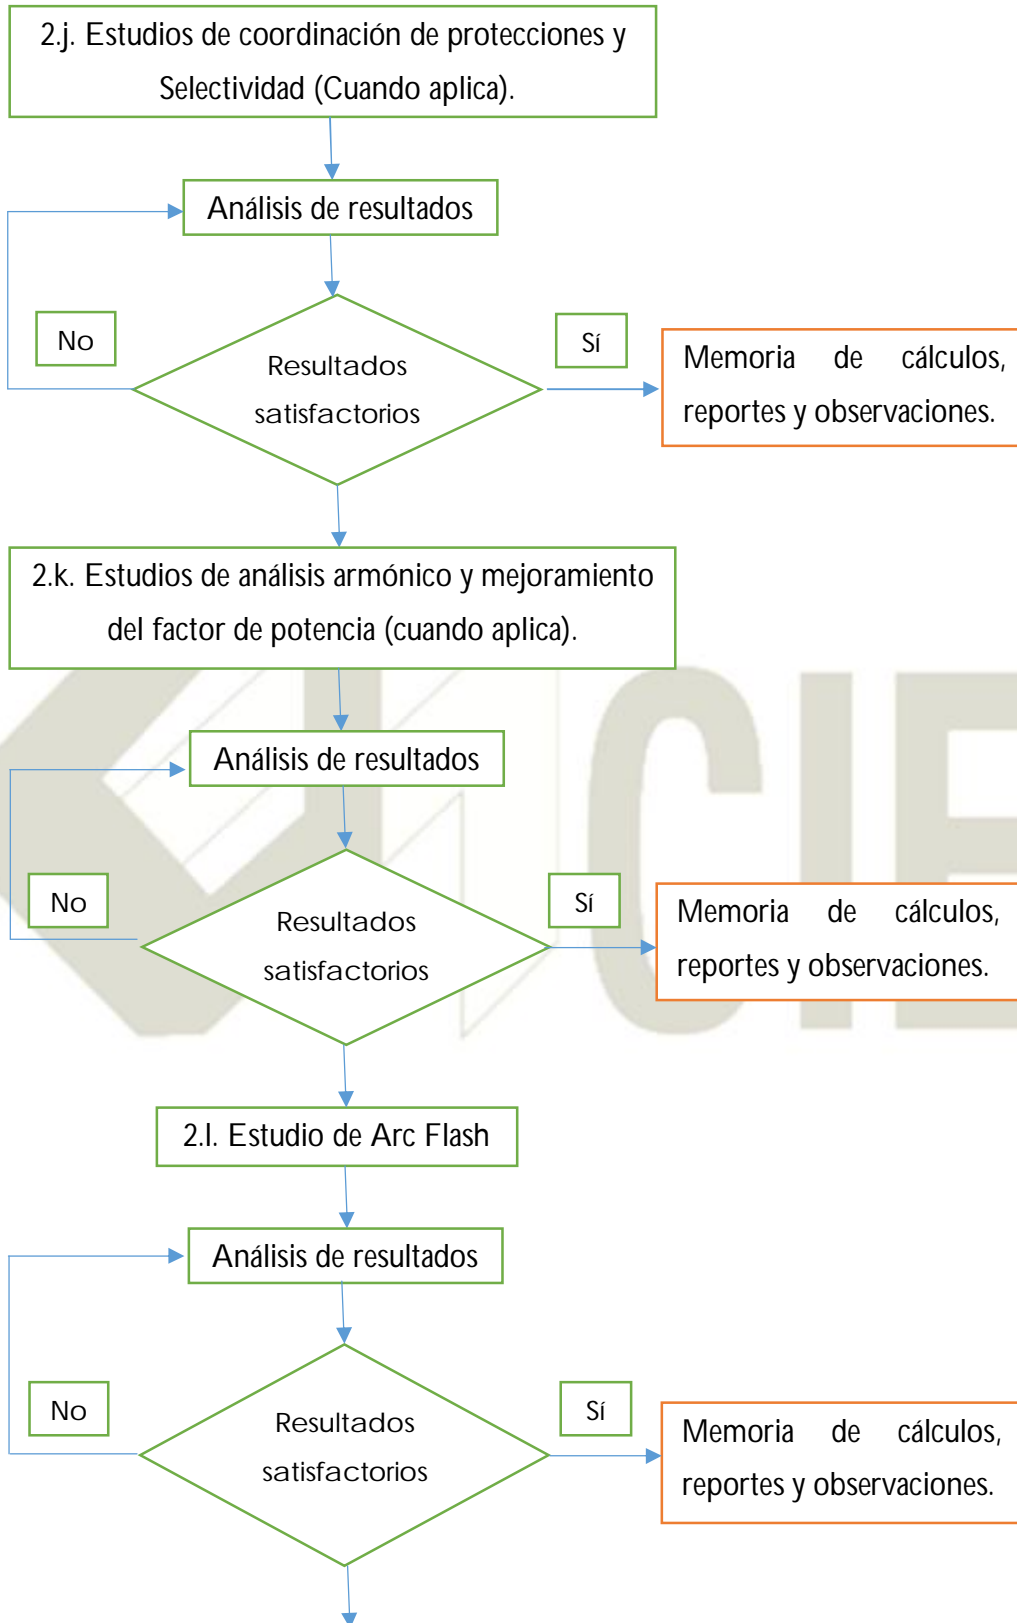 2.j. Estudios de coordinación de protecciones y
Selectividad (Cuando aplica).
Análisis de resultados
No
Sí
Resultados
satisfactorios
Memoria de cálculos,
reportes y observaciones.
2.k. Estudios de análisis armónico y mejoramiento
del factor de potencia (cuando aplica).
Análisis de resultados
No
Sí
Resultados
satisfactorios
Memoria de cálculos,
reportes y observaciones.
CIE
2.l. Estudio de Arc Flash
Análisis de resultados
No
Sí
Resultados
satisfactorios
Memoria de cálculos,
reportes y observaciones.